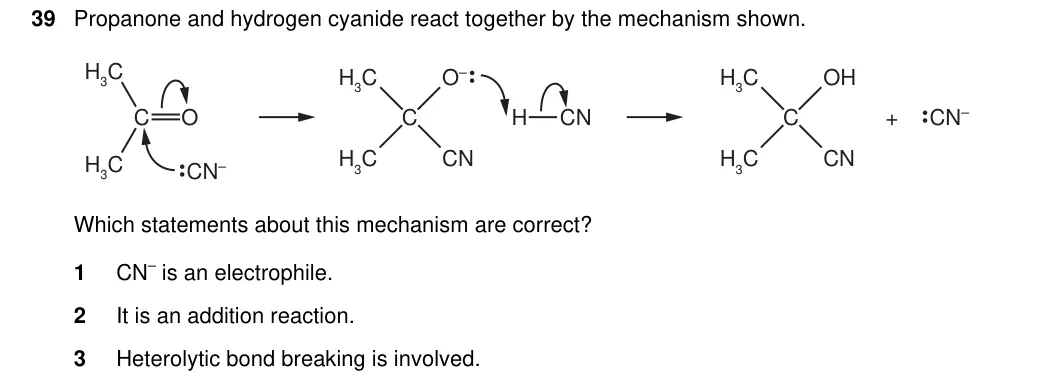 39 Propanone and hydrogen cyanide react together by the mechanism shown.
H₃C O⁻: H₃C OH
H₃C
C=O C H—CN C + :CN⁻
H₃C :CN⁻ H₃C CN H₃C CN
Which statements about this mechanism are correct?
1 CN⁻ is an electrophile.
2 It is an addition reaction.
3 Heterolytic bond breaking is involved.